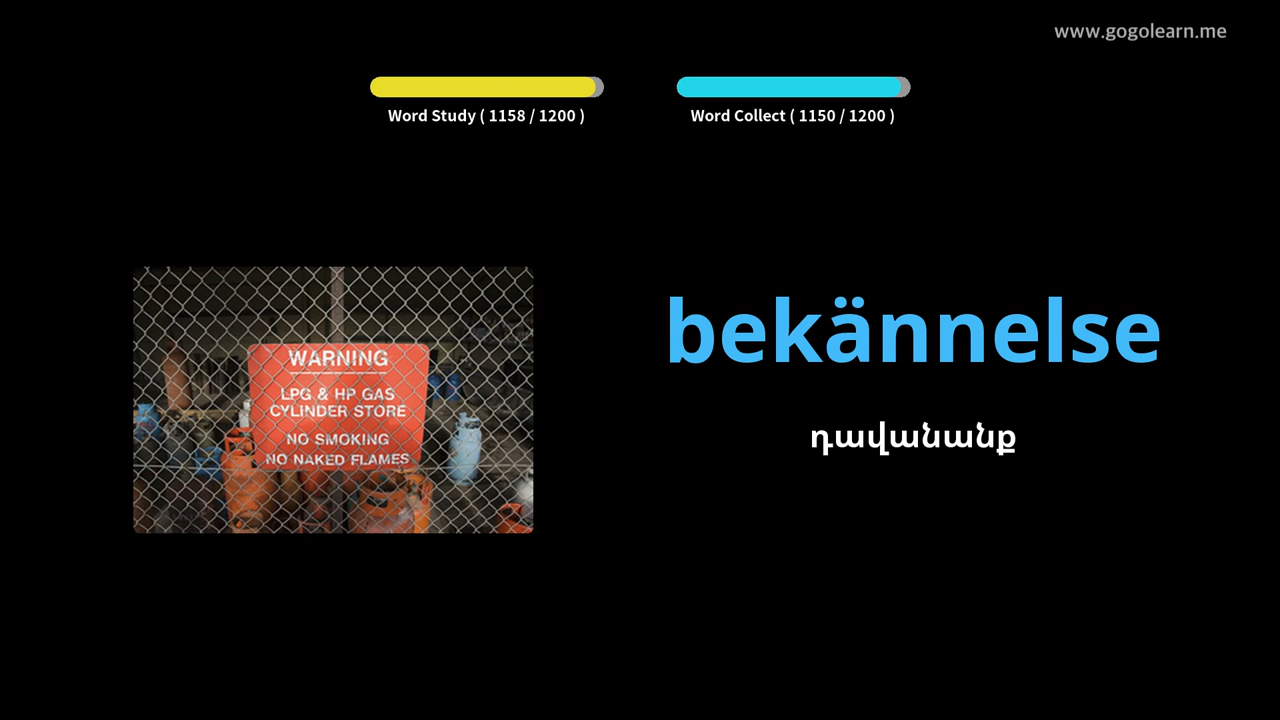 www.gogolearn.me
Word Study ( 1158 / 1200 )
Word Collect ( 1150 / 1200 )
WARNING
LPG & HP GAS
CYLINDER STORE
NO SMOKING
NO NAKED FLAMES
bekännelse
դավանանք